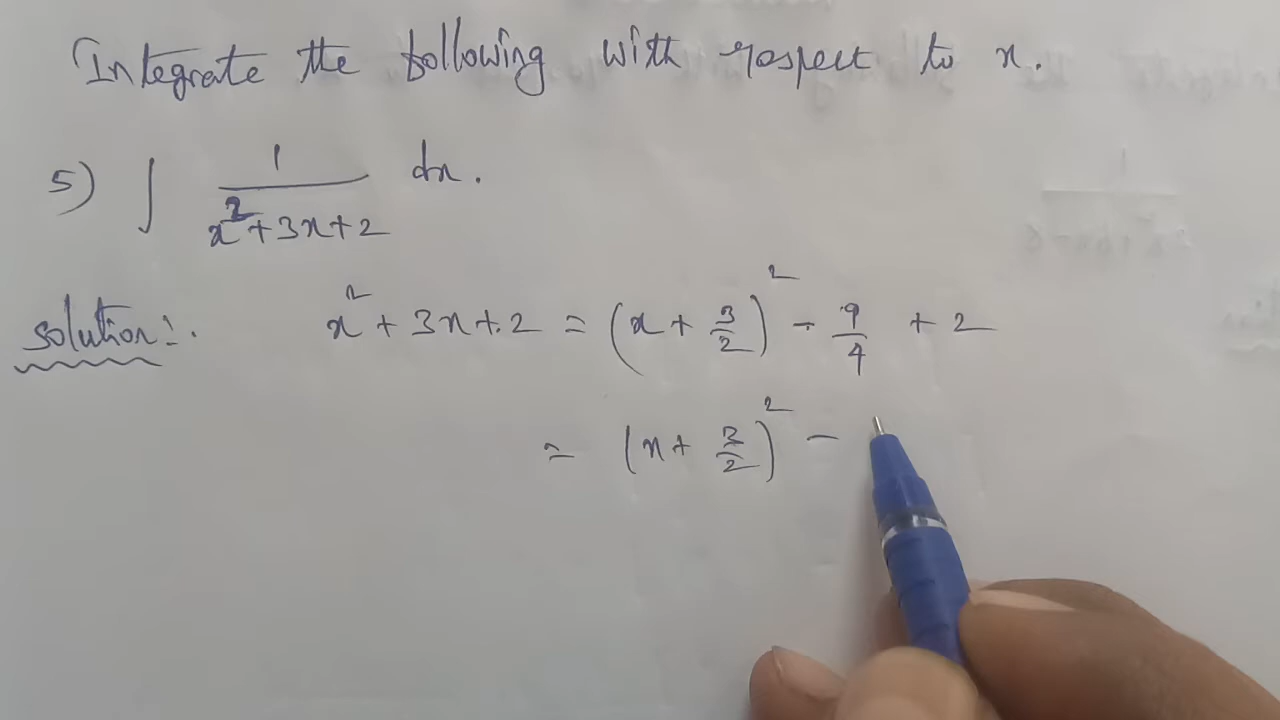 Integrate the following with respect to x.
5) ∫ 1/(x²+3x+2) dx.
Solution:. x² + 3x + 2 = (x + 3/2)² - 9/4 + 2
= (x + 3/2)² -